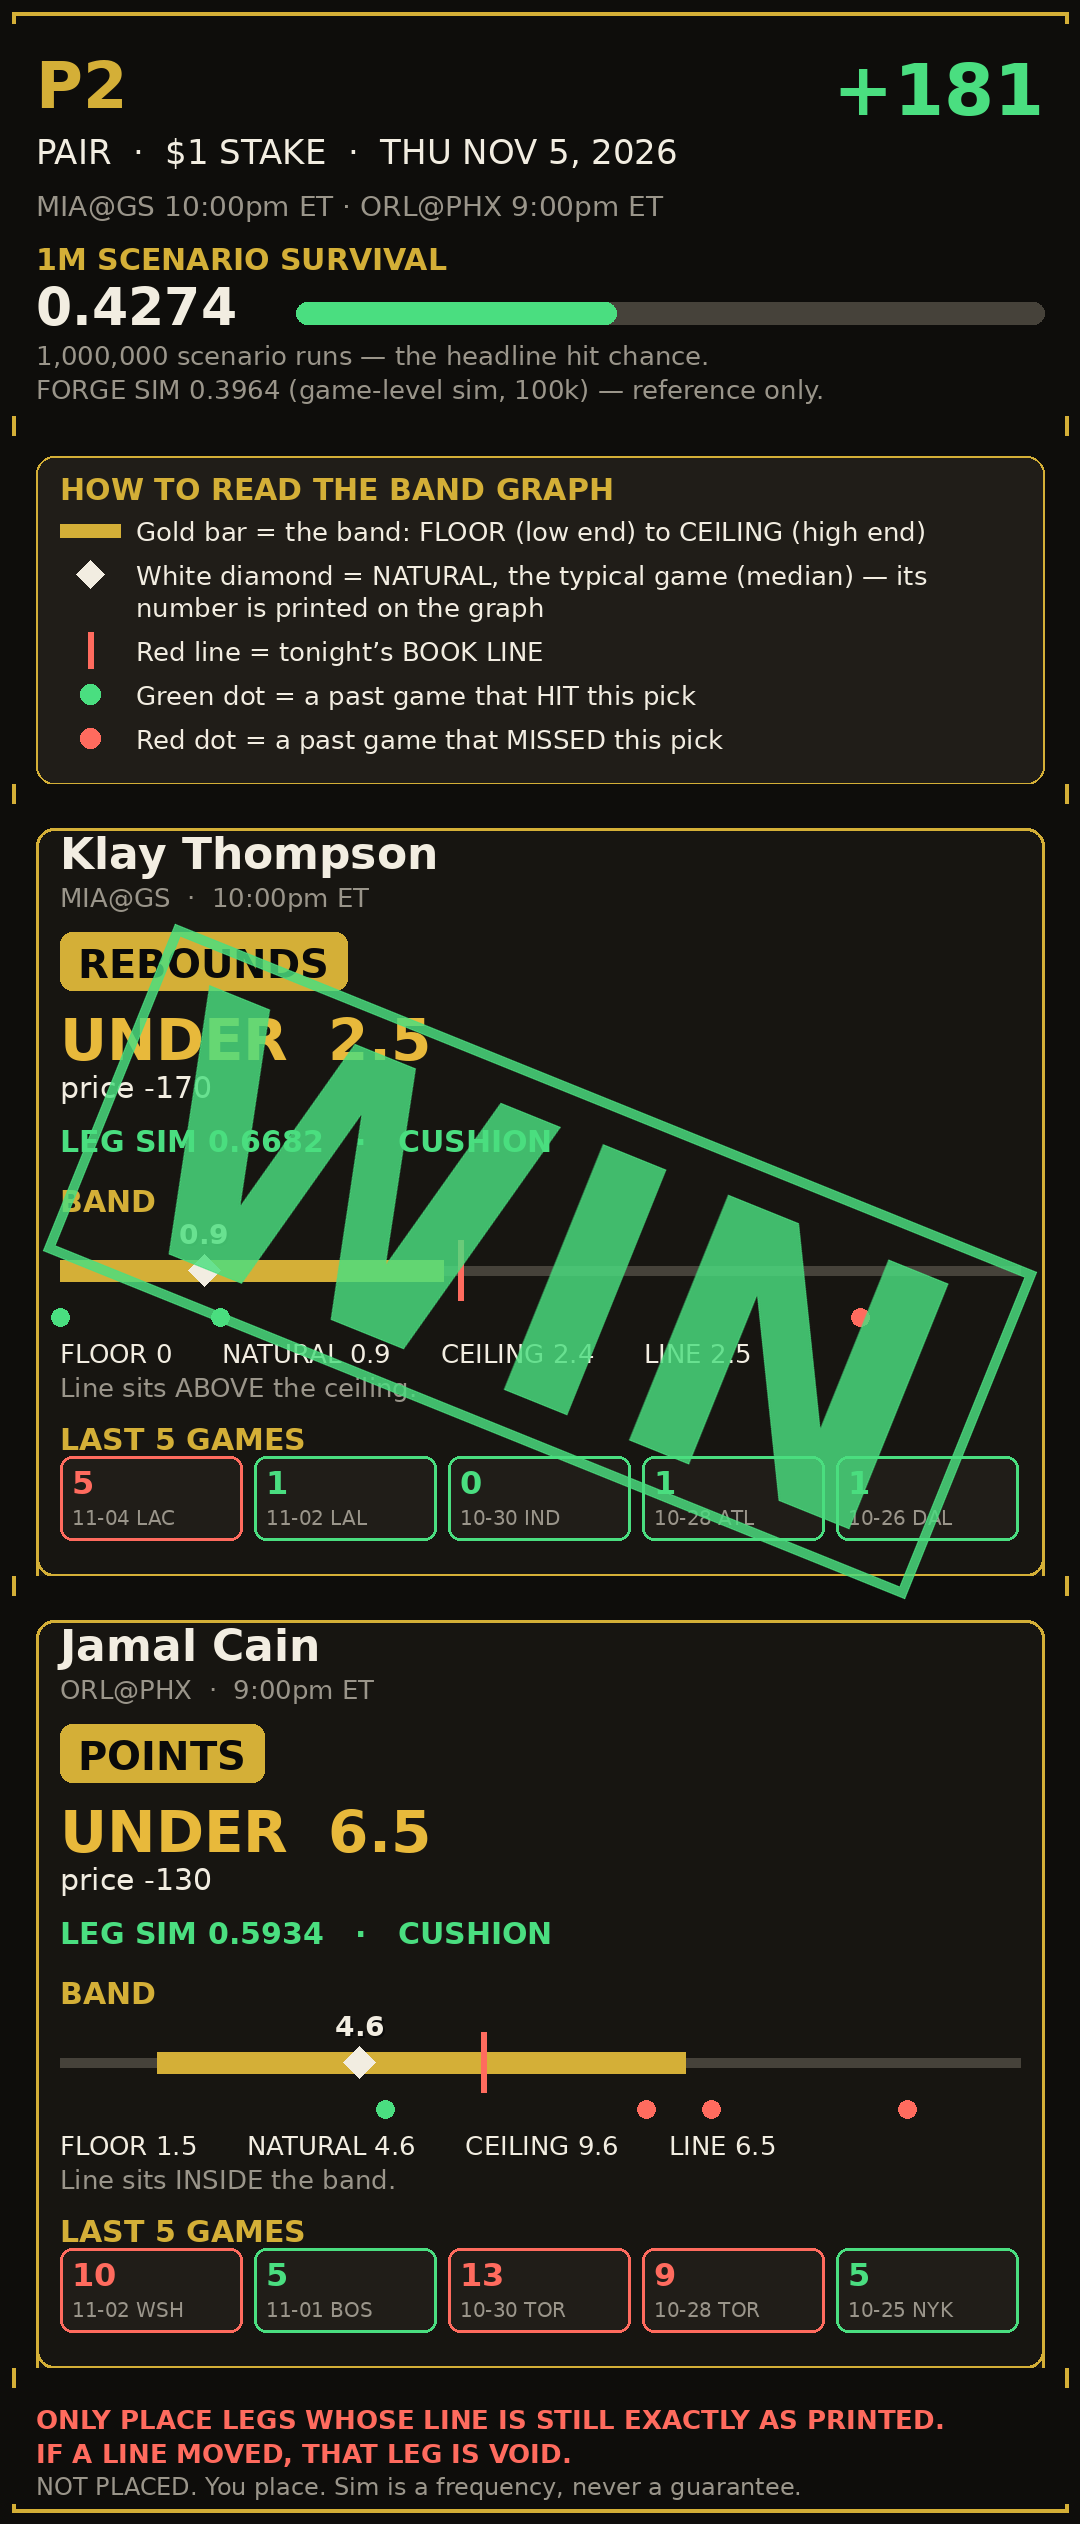 P2
+181
PAIR · $1 STAKE · THU NOV 5, 2026
MIA@GS 10:00pm ET · ORL@PHX 9:00pm ET
1M SCENARIO SURVIVAL
0.4274
1,000,000 scenario runs — the headline hit chance.
FORGE SIM 0.3964 (game-level sim, 100k) — reference only.
HOW TO READ THE BAND GRAPH
Gold bar = the band: FLOOR (low end) to CEILING (high end)
White diamond = NATURAL, the typical game (median) — its
number is printed on the graph
Red line = tonight’s BOOK LINE
Green dot = a past game that HIT this pick
Red dot = a past game that MISSED this pick
Klay Thompson
MIA@GS · 10:00pm ET
REBOUNDS
UNDER 2.5
price -170
LEG SIM 0.6682 · CUSHION
WIN
BAND
0.9
FLOOR 0 NATURAL 0.9 CEILING 2.4 LINE 2.5
Line sits ABOVE the ceiling.
LAST 5 GAMES
5 1 0 1 1
11-04 LAC 11-02 LAL 10-30 IND 10-28 ATL 10-26 DAL
Jamal Cain
ORL@PHX · 9:00pm ET
POINTS
UNDER 6.5
price -130
LEG SIM 0.5934 · CUSHION
BAND
4.6
FLOOR 1.5 NATURAL 4.6 CEILING 9.6 LINE 6.5
Line sits INSIDE the band.
LAST 5 GAMES
10 5 13 9 5
11-02 WSH 11-01 BOS 10-30 TOR 10-28 TOR 10-25 NYK
ONLY PLACE LEGS WHOSE LINE IS STILL EXACTLY AS PRINTED.
IF A LINE MOVED, THAT LEG IS VOID.
NOT PLACED. You place. Sim is a frequency, never a guarantee.